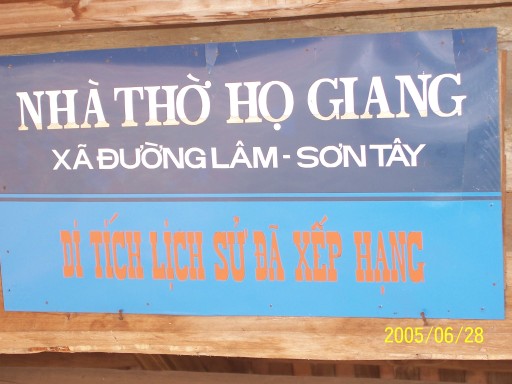 NHÀ THỜ HỌ GIANG
XÃ ĐƯỜNG LÂM - SƠN TÂY
DI TÍCH LỊCH SỬ ĐÃ XẾP HẠNG
2005/06/28